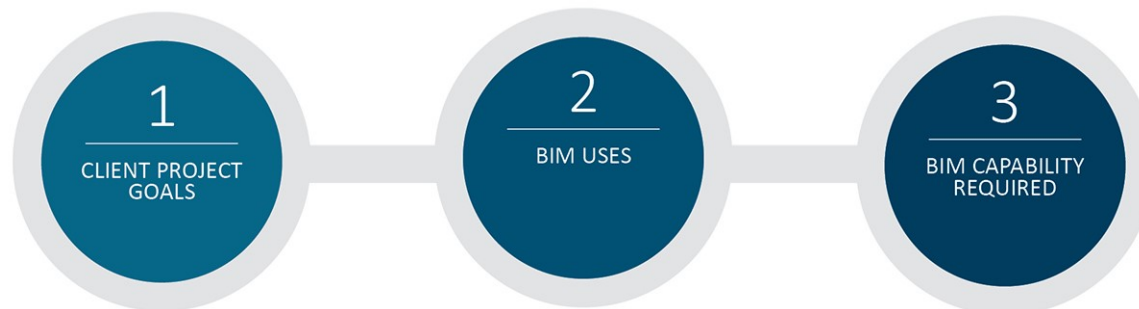 1
CLIENT PROJECT
GOALS
2
BIM USES
3
BIM CAPABILITY
REQUIRED